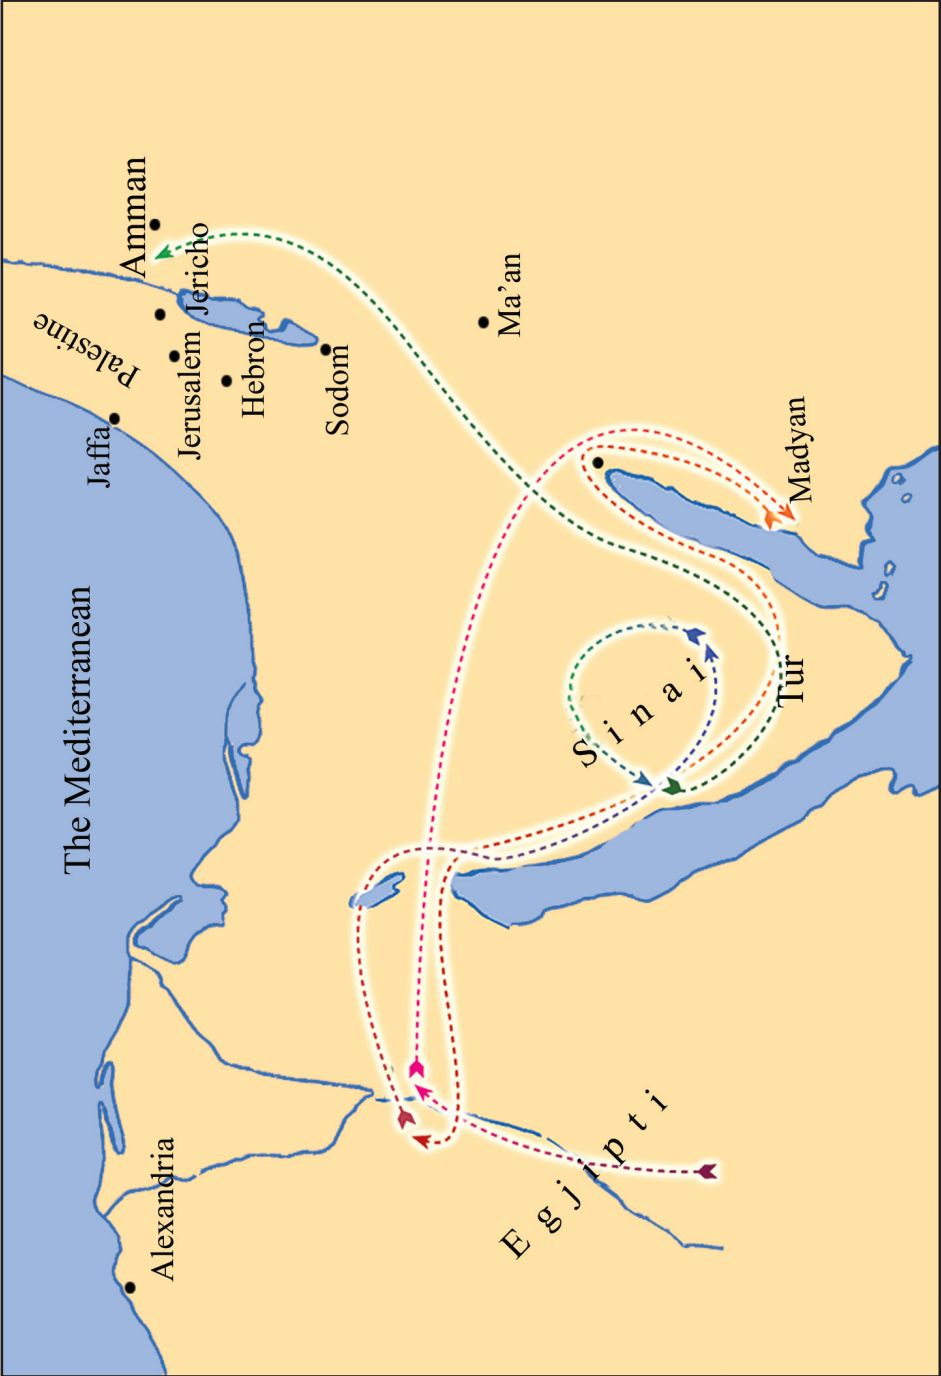 The Mediterranean
Alexandria
Egjipti
Jaffa
Palestine
Jerusalem
Hebron
Jericho
Amman
Sodom
Ma’an
Sinai
Tur
Madyan